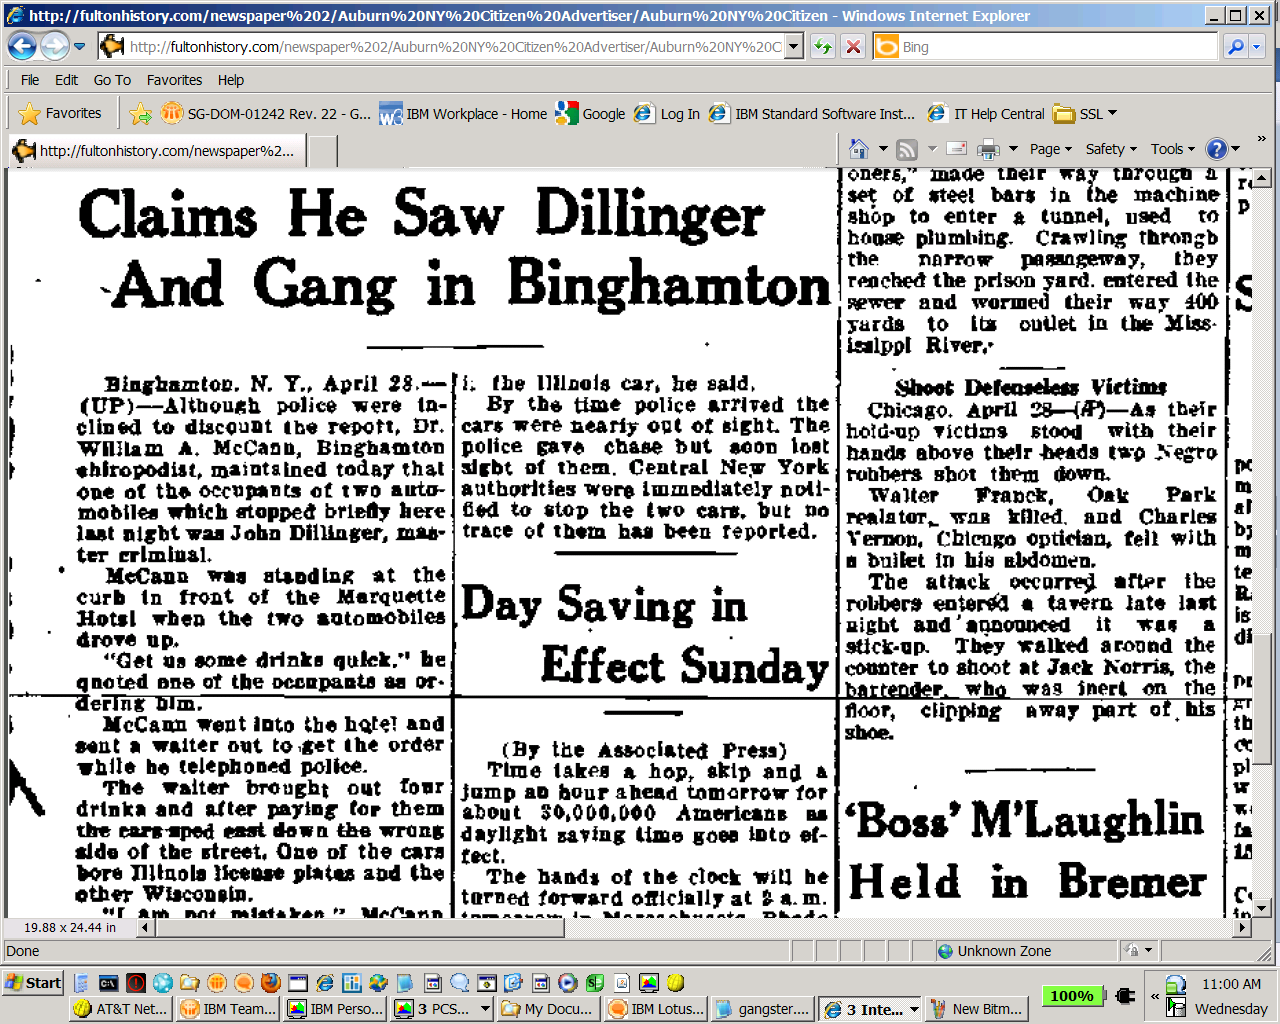 http://fultonhistory.com/newspaper%202/Auburn%20NY%20Citizen%20Advertiser/Auburn%20NY%20Citizen - Windows Internet Explorer
http://fultonhistory.com/newspaper%202/Auburn%20NY%20Citizen%20Advertiser/Auburn%20NY%20C
Bing
File Edit Go To Favorites Help
Favorites
SG-DOM-01242 Rev. 22 - G...
IBM Workplace - Home
Google
Log In
IBM Standard Software Inst...
IT Help Central
SSL
http://fultonhistory.com/newspaper%2...
Page Safety Tools
Claims He Saw Dillinger
And Gang in Binghamton
Binghamton, N. Y., April 28.—
(UP)—Although police were in-
clined to discount the report, Dr.
William A. McCann, Binghamton
chiropodist, maintained today that
one of the occupants of two auto-
mobiles which stopped briefly here
last night was John Dillinger, mas-
ter criminal.
McCann was standing at the
curb in front of the Marquette
Hotel when the two automobiles
drove up.
"Get us some drinks quick," he
quoted one of the occupants as or-
dering him.
McCann went into the hotel and
sent a waiter out to get the order
while he telephoned police.
The waiter brought out four
drinks and after paying for them
the cars sped east down the wrong
side of the street. One of the cars
bore Illinois license plates and the
other Wisconsin.
"I am not mistaken," McCann
in the Illinois car, he said.
By the time police arrived the
cars were nearly out of sight. The
police gave chase but soon lost
sight of them. Central New York
authorities were immediately noti-
fied to stop the two cars, but no
trace of them has been reported.
Day Saving in
Effect Sunday
(By the Associated Press)
Time takes a hop, skip and a
jump an hour ahead tomorrow for
about 30,000,000 Americans as
daylight saving time goes into ef-
fect.
The hands of the clock will be
turned forward officially at 2 a. m.
tomorrow in Massachusetts, Rhode
oners," made their way through a
set of steel bars in the machine
shop to enter a tunnel, used to
house plumbing. Crawling through
the narrow passageway, they
reached the prison yard, entered the
sewer and wormed their way 400
yards to its outlet in the Miss-
issippi River.
Shoot Defenseless Victims
Chicago, April 28—(AP)—As their
hold-up victims stood with their
hands above their heads two Negro
robbers shot them down.
Walter Franck, Oak Park
realator, was killed, and Charles
Vernon, Chicago optician, fell with
a bullet in his abdomen.
The attack occurred after the
robbers entered a tavern late last
night and announced it was a
stick-up. They walked around the
counter to shoot at Jack Norris, the
bartender, who was inert on the
floor, clipping away part of his
shoe.
'Boss' M'Laughlin
Held in Bremer
19.88 x 24.44 in
Done
Unknown Zone
Start
100%
11:00 AM
AT&T Net...
IBM Team...
IBM Perso...
3 PCS...
My Docu...
IBM Lotus...
gangster....
3 Inte...
New Bitm...
Wednesday